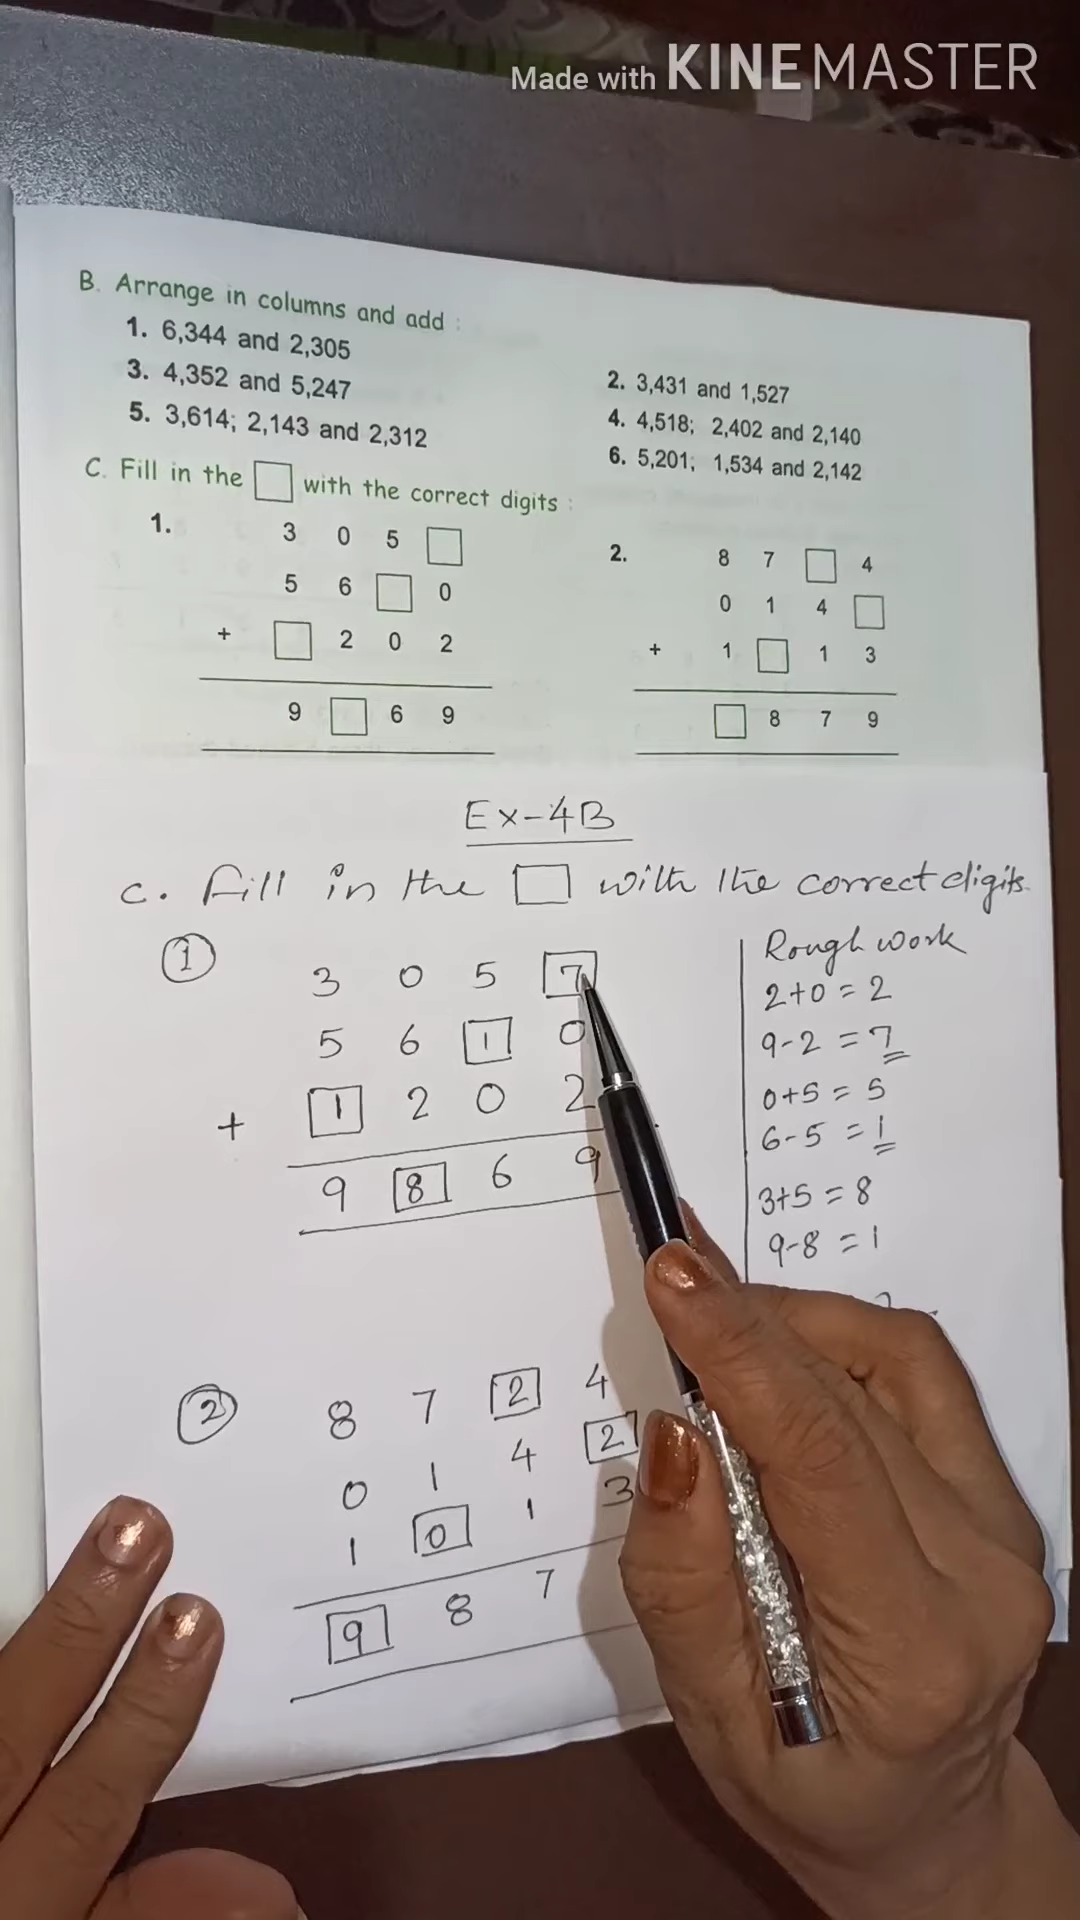 Made with KINEMASTER
B. Arrange in columns and add :
1. 6,344 and 2,305
2. 3,431 and 1,527
3. 4,352 and 5,247
4. 4,518; 2,402 and 2,140
5. 3,614; 2,143 and 2,312
6. 5,201; 1,534 and 2,142
C. Fill in the □ with the correct digits :
1.
3 0 5 □
5 6 □ 0
+ □ 2 0 2
9 □ 6 9
2.
8 7 □ 4
0 1 4 □
+ 1 □ 1 3
□ 8 7 9
Ex-4B
C. Fill in the □ with the correct digits.
1
3 0 5 7
5 6 1 0
+ 1 2 0 2
9 8 6 9
Rough work
2+0 = 2
9-2 = 7
0+5 = 5
6-5 = 1
3+5 = 8
9-8 = 1
2
8 7 2 4
0 1 4 2
1 0 1 3
9 8 7